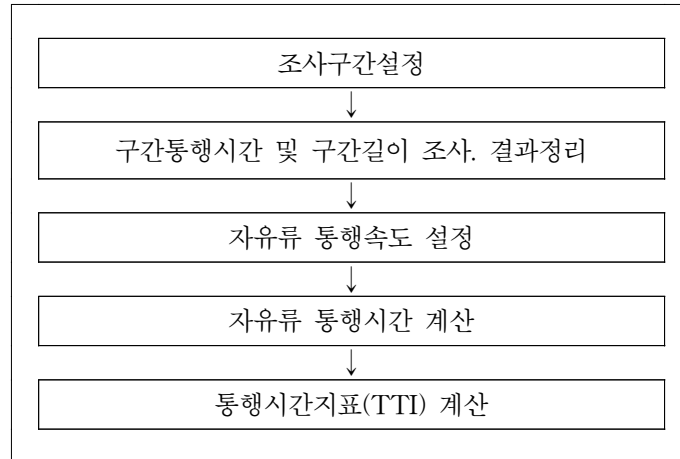 조사구간설정
↓
구간통행시간 및 구간길이 조사. 결과정리
↓
자유류 통행속도 설정
↓
자유류 통행시간 계산
↓
통행시간지표(TTI) 계산